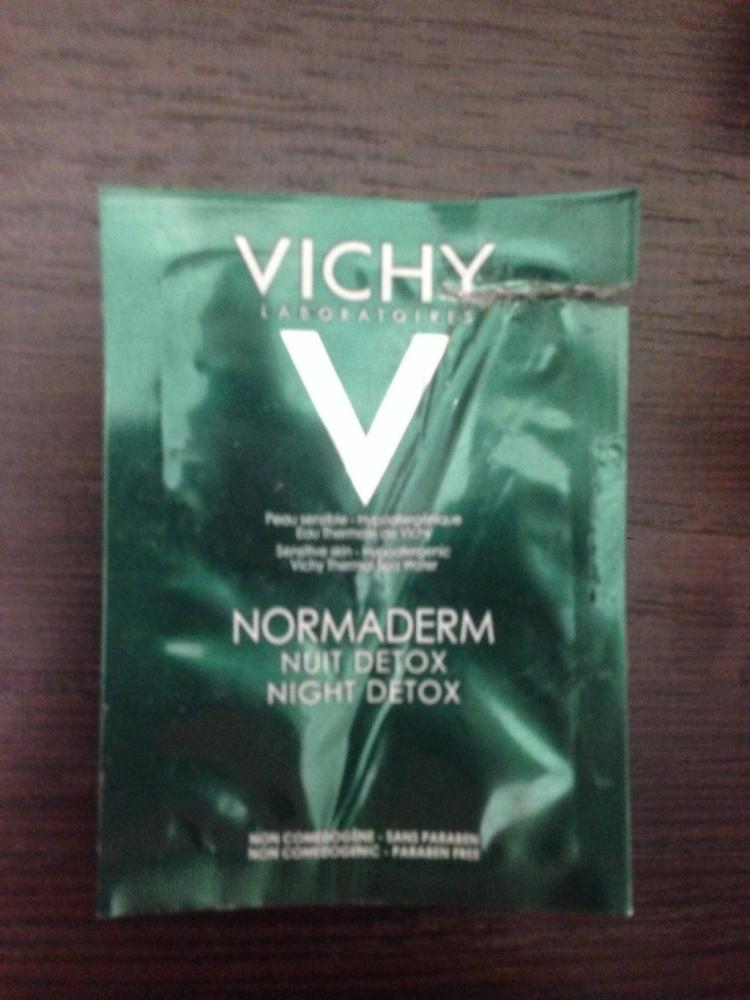 VICHY
LABORATOIRES
V
Peau sensible - Hypoallergénique
Eau Thermale de Vichy
Sensitive skin - Hypoallergenic
Vichy Thermal Spa Water
NORMADERM
NUIT DETOX
NIGHT DETOX
NON COMÉDOGÈNE - SANS PARABEN
NON COMEDOGENIC - PARABEN FREE